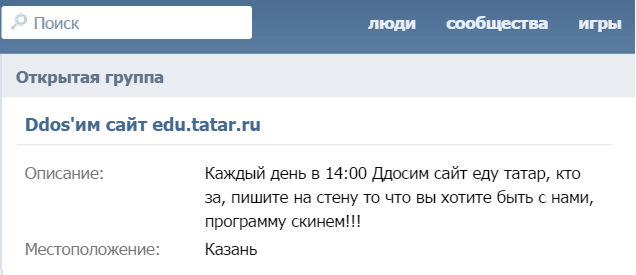 Поиск люди сообщества игры
Открытая группа
Ddos'им сайт edu.tatar.ru
Описание: Каждый день в 14:00 Ддосим сайт еду татар, кто
за, пишите на стену то что вы хотите быть с нами,
программу скинем!!!
Местоположение: Казань